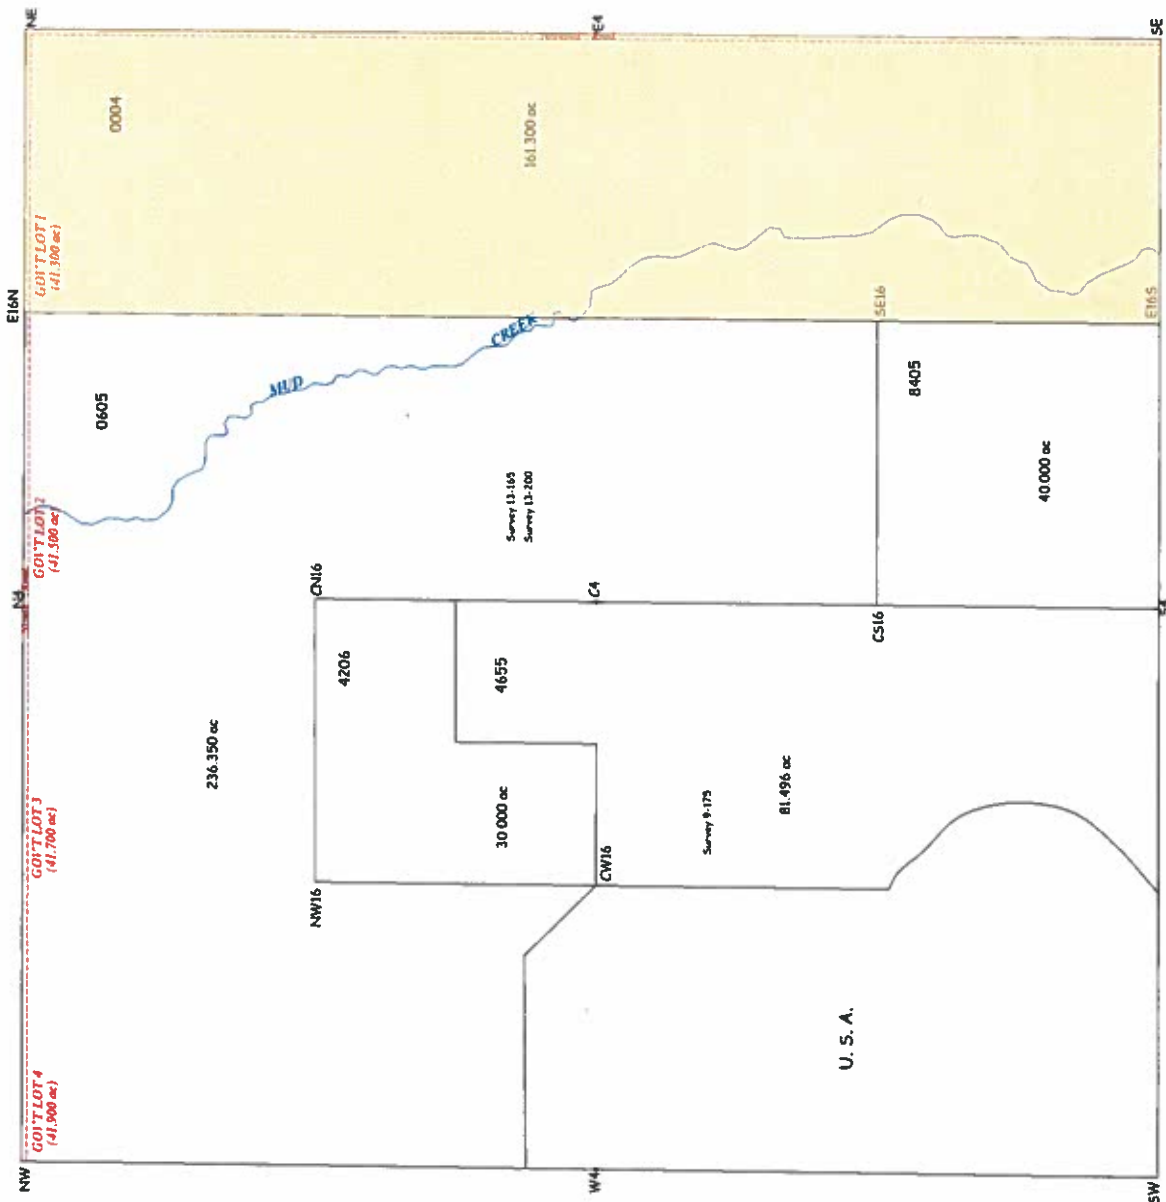 NW
N4
E16N
NE
GOV'T LOT 4
(41.900 ac)
GOV'T LOT 3
(41.700 ac)
GOV'T LOT 2
(41.500 ac)
GOV'T LOT 1
(41.300 ac)
0605
0004
236.350 ac
MUD
CREEK
NW16
CN16
4206
30.000 ac
4655
Survey 13-165
Survey 13-200
161.300 ac
W4
CW16
C4
E4
Survey 9-175
81.496 ac
U. S. A.
CS16
SE16
8405
40.000 ac
SW
E16S
SE